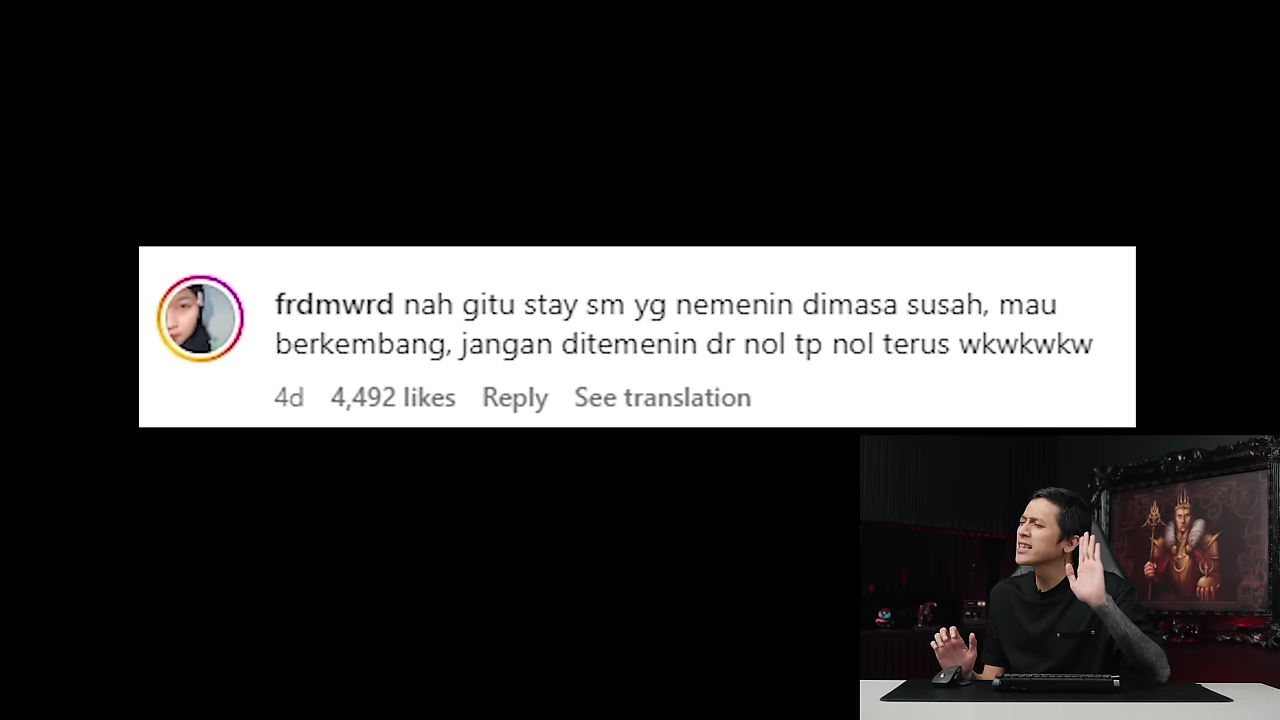 frdmwrd nah gitu stay sm yg nemenin dimasa susah, mau
berkembang, jangan ditemenin dr nol tp nol terus wkwkwkw
4d 4,492 likes Reply See translation